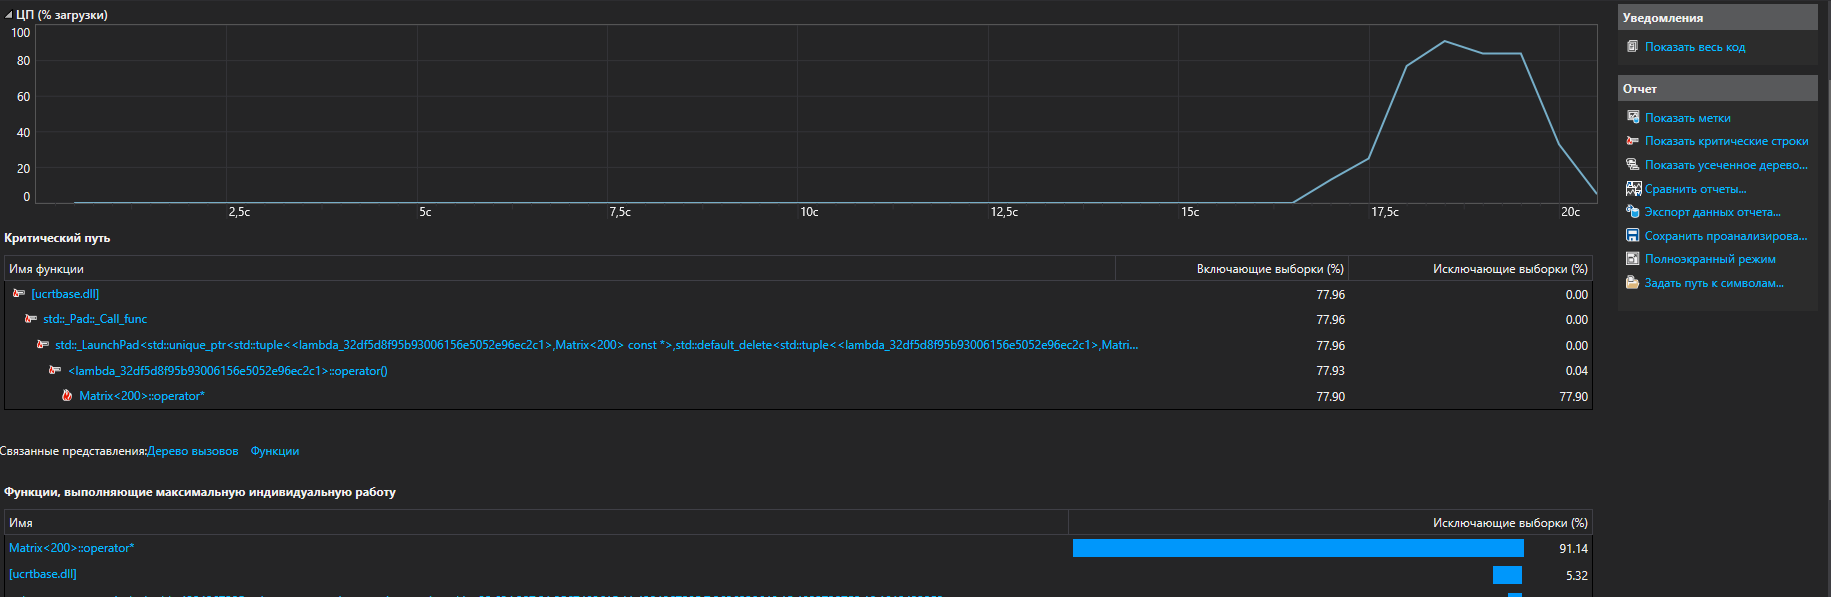 ЦП (% загрузки)
100
80
60
40
20
0
2,5с 5с 7,5с 10с 12,5с 15с 17,5с 20с
Критический путь
Имя функции Включающие выборки (%) Исключающие выборки (%)
[ucrtbase.dll] 77.96 0.00
std::_Pad::_Call_func 77.96 0.00
std::_LaunchPad<std::unique_ptr<std::tuple<<lambda_32df5d8f95b93006156e5052e96ec2c1>,Matrix<200> const *>,std::default_delete<std::tuple<<lambda_32df5d8f95b93006156e5052e96ec2c1>,Matri... 77.96 0.00
<lambda_32df5d8f95b93006156e5052e96ec2c1>::operator() 77.93 0.04
Matrix<200>::operator* 77.90 77.90
Связанные представления:Дерево вызовов Функции
Функции, выполняющие максимальную индивидуальную работу
Имя Исключающие выборки (%)
Matrix<200>::operator* 91.14
[ucrtbase.dll] 5.32
Уведомления
Показать весь код
Отчет
Показать метки
Показать критические строки
Показать усеченное дерево...
Сравнить отчеты...
Экспорт данных отчета...
Сохранить проанализирова...
Полноэкранный режим
Задать путь к символам...